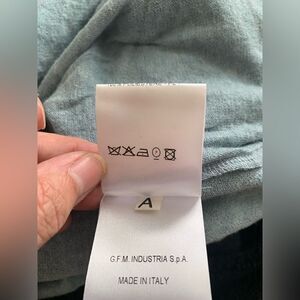 A
G.F.M. INDUSTRIA S.p.A.
MADE IN ITALY